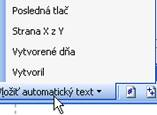 Posledná tlač
Strana X z Y
Vytvorené dňa
Vytvoril
Vložiť automatický text